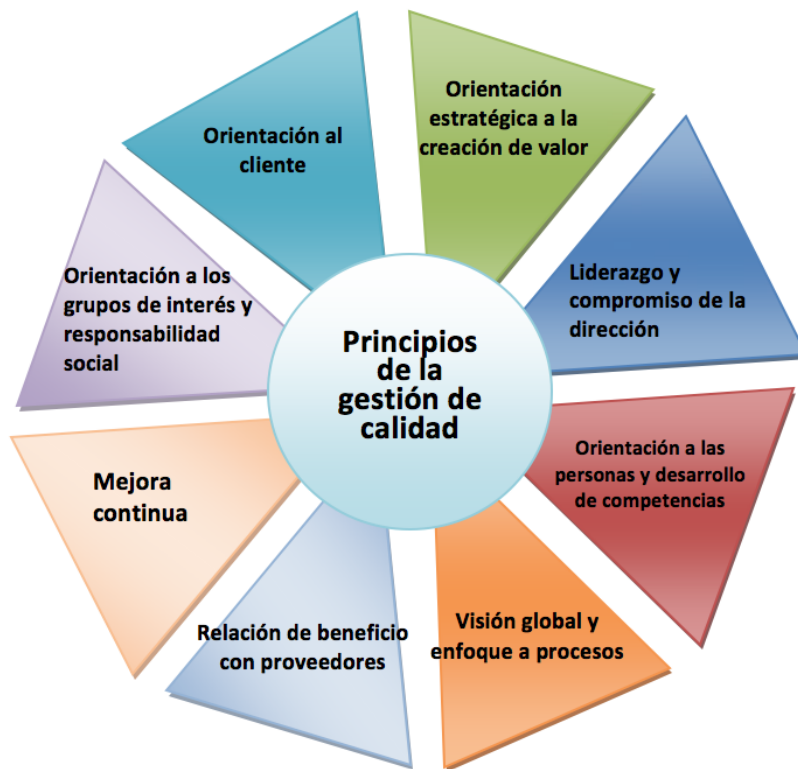 Orientación
estratégica a la
creación de valor
Liderazgo y
compromiso de la
dirección
Orientación a las
personas y desarrollo
de competencias
Visión global y
enfoque a procesos
Relación de beneficio
con proveedores
Mejora
continua
Orientación a los
grupos de interés y
responsabilidad
social
Orientación al
cliente
Principios
de la
gestión de
calidad